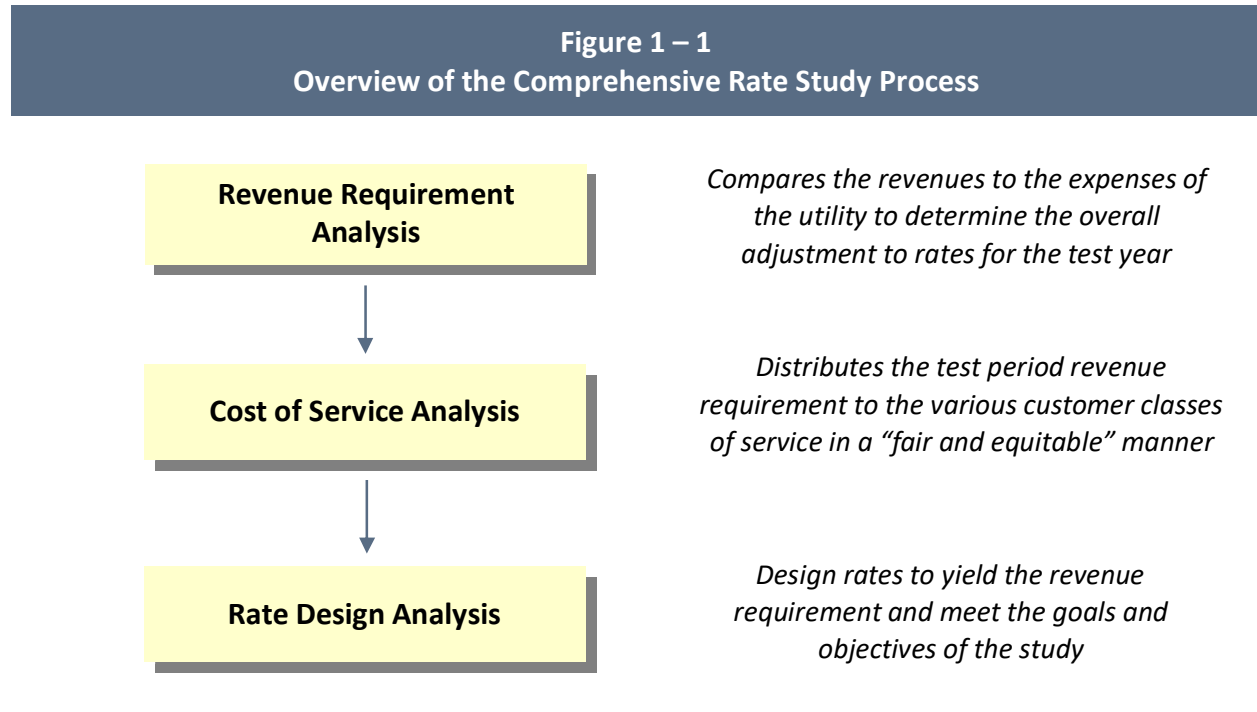 Figure 1 – 1
Overview of the Comprehensive Rate Study Process
Revenue Requirement
Analysis
Compares the revenues to the expenses of
the utility to determine the overall
adjustment to rates for the test year
Cost of Service Analysis
Distributes the test period revenue
requirement to the various customer classes
of service in a “fair and equitable” manner
Rate Design Analysis
Design rates to yield the revenue
requirement and meet the goals and
objectives of the study